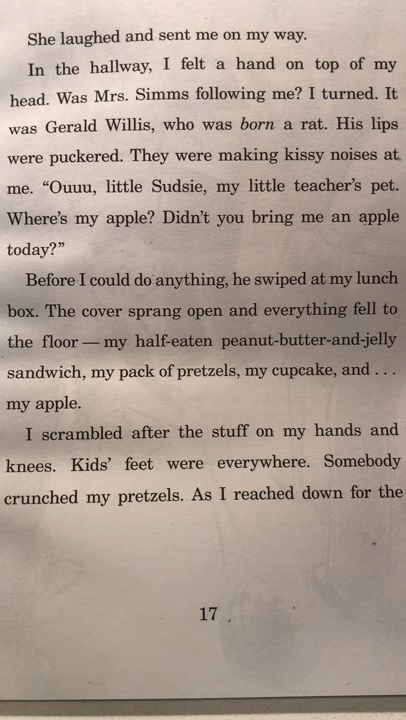 She laughed and sent me on my way.
In the hallway, I felt a hand on top of my
head. Was Mrs. Simms following me? I turned. It
was Gerald Willis, who was born a rat. His lips
were puckered. They were making kissy noises at
me. “Ouuu, little Sudsie, my little teacher’s pet.
Where’s my apple? Didn’t you bring me an apple
today?”
Before I could do anything, he swiped at my lunch
box. The cover sprang open and everything fell to
the floor — my half-eaten peanut-butter-and-jelly
sandwich, my pack of pretzels, my cupcake, and . . .
my apple.
I scrambled after the stuff on my hands and
knees. Kids’ feet were everywhere. Somebody
crunched my pretzels. As I reached down for the
17